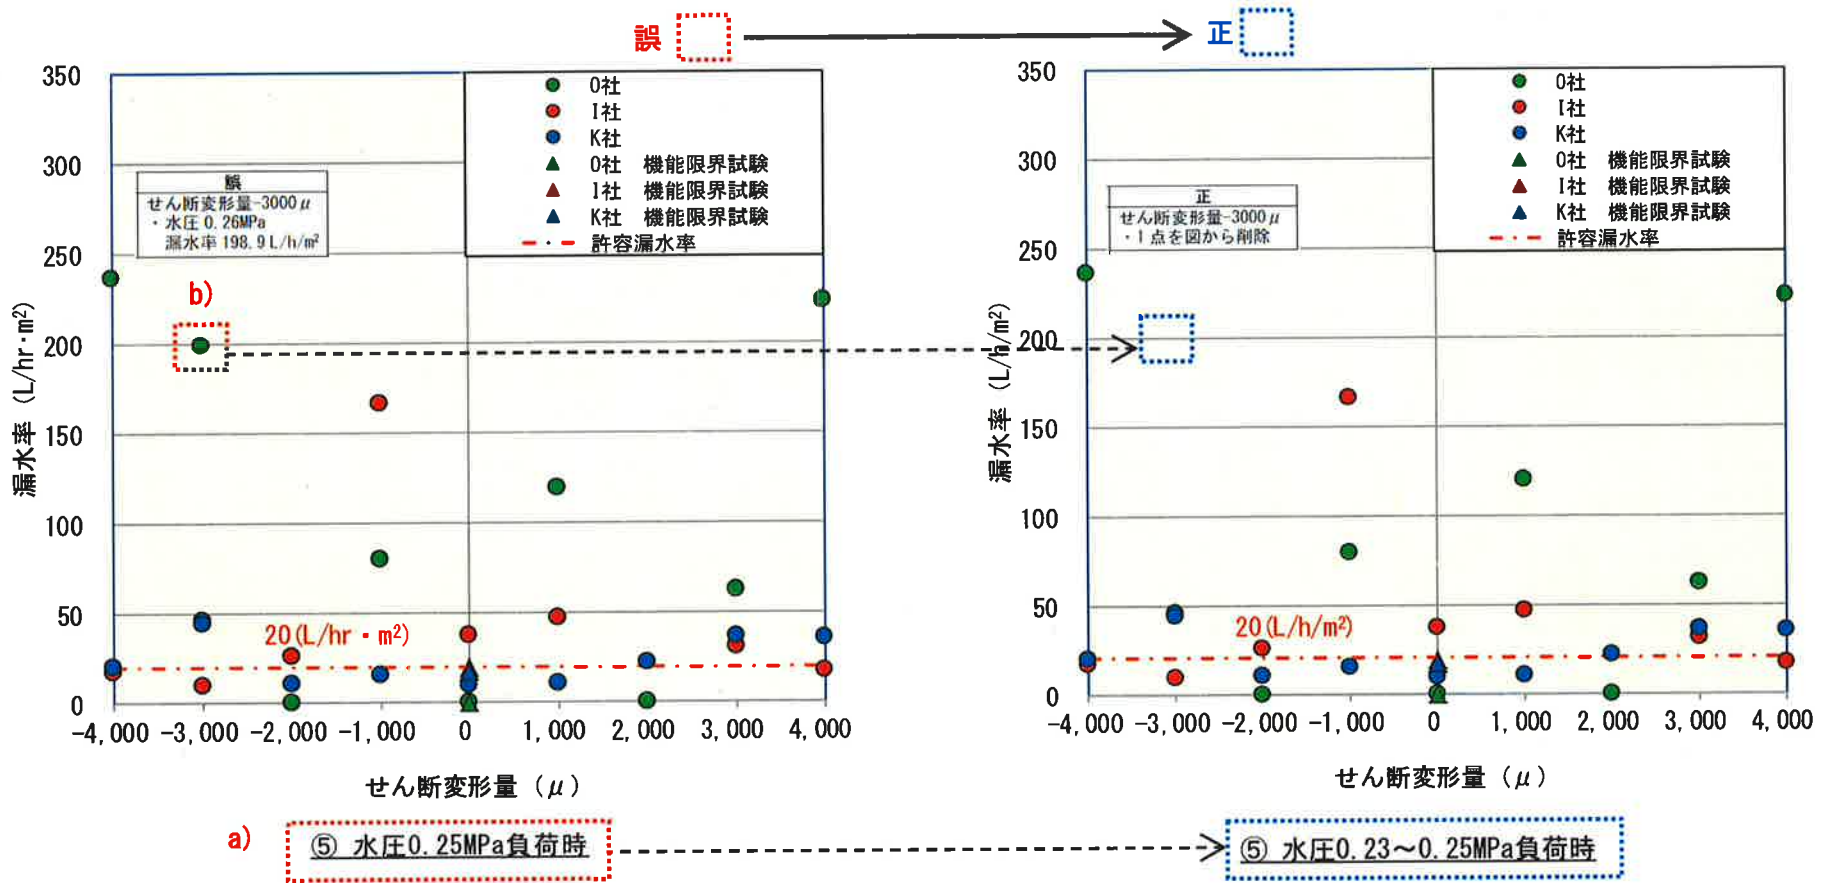 誤
正
350
300
250
200
150
100
50
0
漏水率 (L/hr・m²)
O社
I社
K社
O社 機能限界試験
I社 機能限界試験
K社 機能限界試験
許容漏水率
誤
せん断変形量-3000μ
・水圧0.26MPa
漏水率198.9L/h/m²
b)
20(L/hr・m²)
-4,000 -3,000 -2,000 -1,000 0 1,000 2,000 3,000 4,000
せん断変形量 (μ)
a)
⑤ 水圧0.25MPa負荷時
350
300
250
200
150
100
50
0
漏水率 (L/h/m²)
O社
I社
K社
O社 機能限界試験
I社 機能限界試験
K社 機能限界試験
許容漏水率
正
せん断変形量-3000μ
・1点を図から削除
20(L/h/m²)
-4,000 -3,000 -2,000 -1,000 0 1,000 2,000 3,000 4,000
せん断変形量 (μ)
⑤ 水圧0.23～0.25MPa負荷時